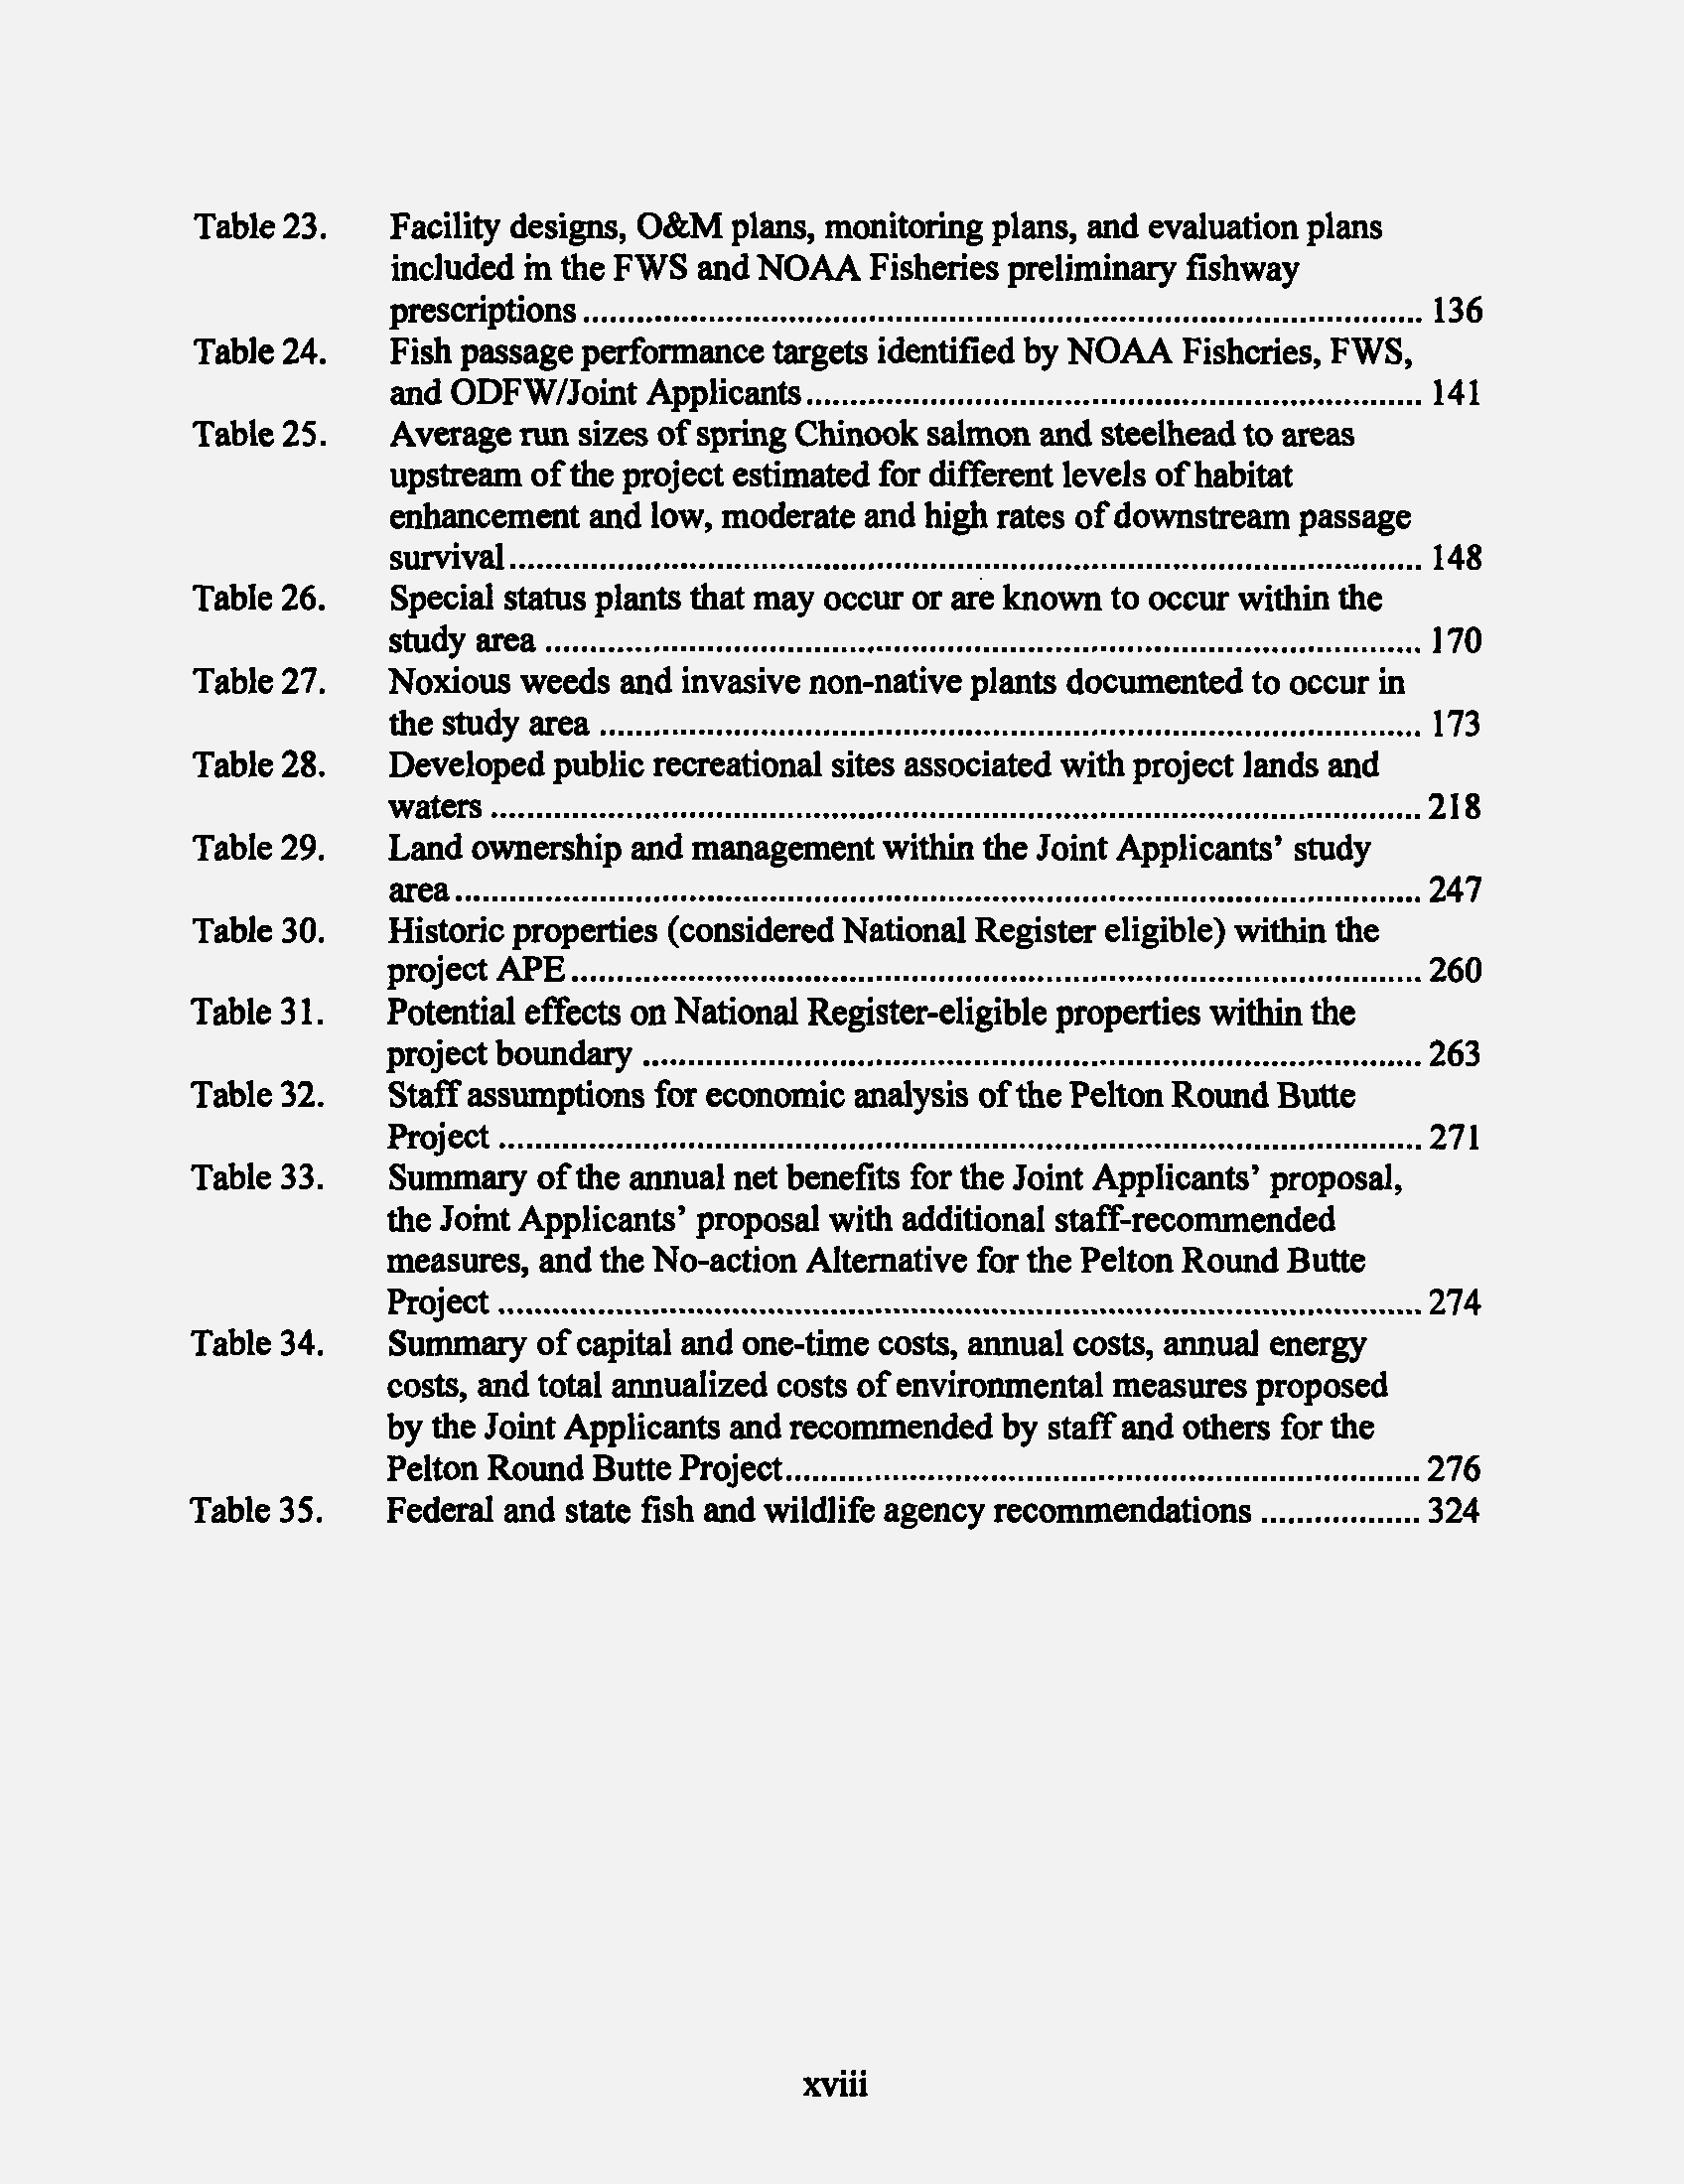 Table 23. Facility designs, O&M plans, monitoring plans, and evaluation plans
included in the FWS and NOAA Fisheries preliminary fishway
prescriptions ........................................ 136
Table 24. Fish passage performance targets identified by NOAA Fisheries, FWS,
and ODFW/Joint Applicants ........................................ 141
Table 25. Average run sizes of spring Chinook salmon and steelhead to areas
upstream of the project estimated for different levels of habitat
enhancement and low, moderate and high rates of downstream passage
survival ........................................ 148
Table 26. Special status plants that may occur or are known to occur within the
study area ........................................ 170
Table 27. Noxious weeds and invasive non-native plants documented to occur in
the study area ........................................ 173
Table 28. Developed public recreational sites associated with project lands and
waters ........................................ 218
Table 29. Land ownership and management within the Joint Applicants' study
area ........................................ 247
Table 30. Historic properties (considered National Register eligible) within the
project APE ........................................ 260
Table 31. Potential effects on National Register-eligible properties within the
project boundary ........................................ 263
Table 32. Staff assumptions for economic analysis of the Pelton Round Butte
Project ........................................ 271
Table 33. Summary of the annual net benefits for the Joint Applicants' proposal,
the Joint Applicants' proposal with additional staff-recommended
measures, and the No-action Alternative for the Pelton Round Butte
Project ........................................ 274
Table 34. Summary of capital and one-time costs, annual costs, annual energy
costs, and total annualized costs of environmental measures proposed
by the Joint Applicants and recommended by staff and others for the
Pelton Round Butte Project ........................................ 276
Table 35. Federal and state fish and wildlife agency recommendations .................. 324
xviii